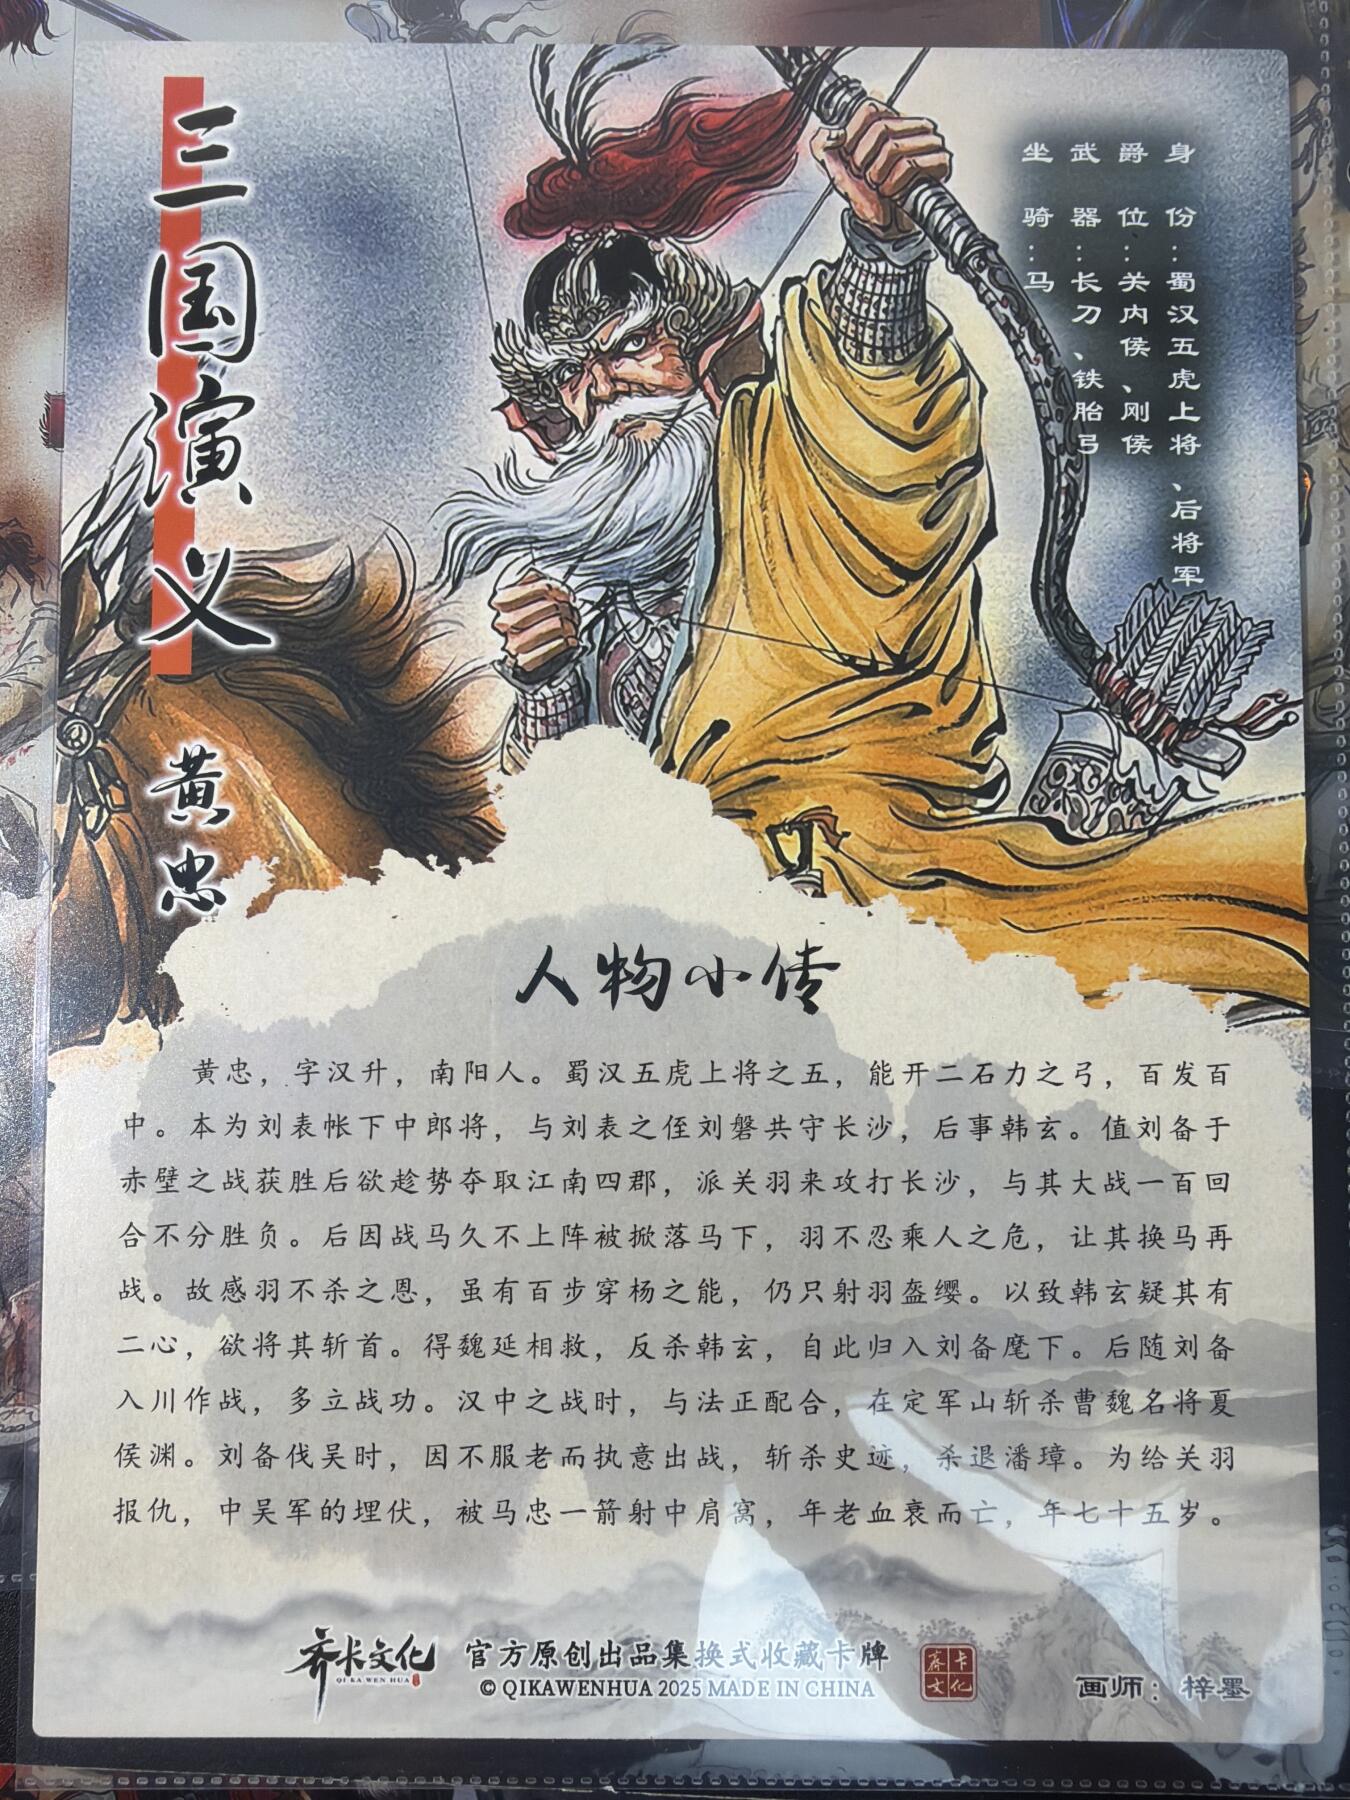 三国演义
黄忠
身份：蜀汉五虎上将、后将军
爵位：关内侯、刚侯
武器：长刀、铁胎弓
坐骑：马
人物小传
黄忠，字汉升，南阳人。蜀汉五虎上将之五，能开二石力之弓，百发百
中。本为刘表帐下中郎将，与刘表之侄刘磐共守长沙，后事韩玄。值刘备于
赤壁之战获胜后欲趁势夺取江南四郡，派关羽来攻打长沙，与其大战一百回
合不分胜负。后因战马久不上阵被掀落马下，羽不忍乘人之危，让其换马再
战。故感羽不杀之恩，虽有百步穿杨之能，仍只射羽盔缨。以致韩玄疑其有
二心，欲将其斩首。得魏延相救，反杀韩玄，自此归入刘备麾下。后随刘备
入川作战，多立战功。汉中之战时，与法正配合，在定军山斩杀曹魏名将夏
侯渊。刘备伐吴时，因不服老而执意出战，斩杀史迹，杀退潘璋。为给关羽
报仇，中吴军的埋伏，被马忠一箭射中肩窝，年老血衰而亡，年七十五岁。
齐卡文化
QI KA WEN HUA
官方原创出品集换式收藏卡牌
© QIKAWENHUA 2025 MADE IN CHINA
齐卡文化
画师：梓墨